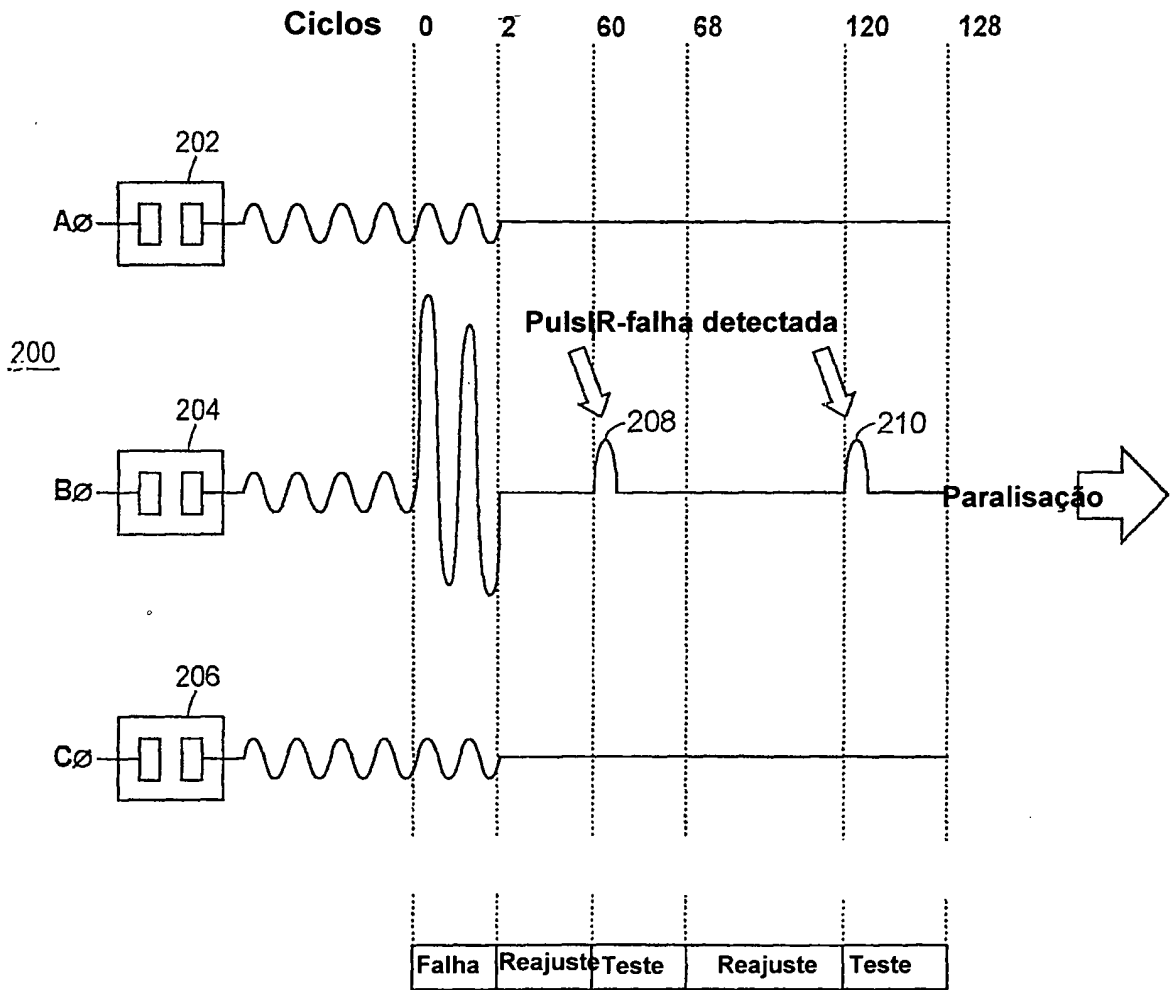 Ciclos 0 2 60 68 120 128
202
AØ
PulsIR-falha detectada
200
204
208
210
BØ
Paralisação
206
CØ
Falha Reajuste Teste Reajuste Teste